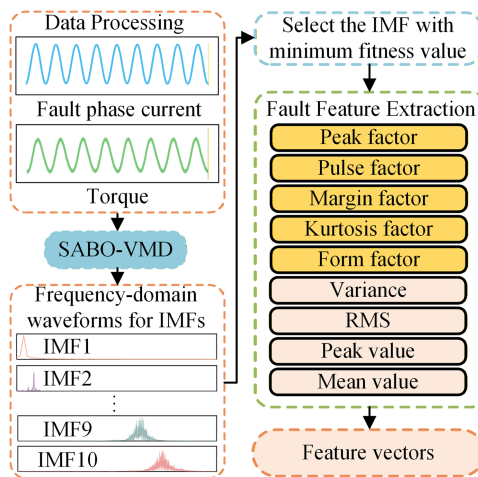 Data Processing
Fault phase current
Torque
SABO-VMD
Frequency-domain
waveforms for IMFs
IMF1
IMF2
⋮
IMF9
IMF10
Select the IMF with
minimum fitness value
Fault Feature Extraction
Peak factor
Pulse factor
Margin factor
Kurtosis factor
Form factor
Variance
RMS
Peak value
Mean value
Feature vectors